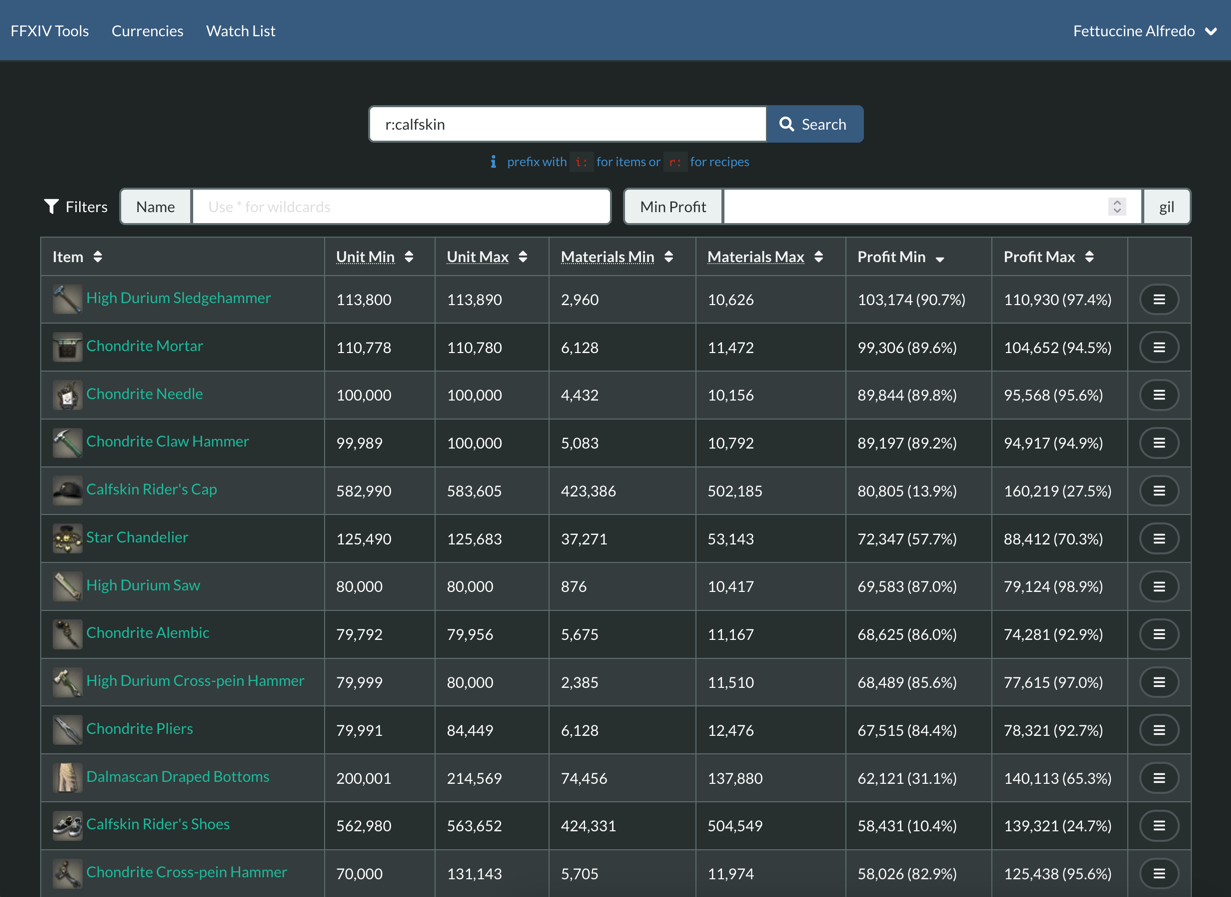 FFXIV Tools Currencies Watch List Fettuccine Alfredo
r:calfskin Search
prefix with i: for items or r: for recipes
Filters Name Use * for wildcards Min Profit gil
Item Unit Min Unit Max Materials Min Materials Max Profit Min Profit Max
High Durium Sledgehammer 113,800 113,890 2,960 10,626 103,174 (90.7%) 110,930 (97.4%)
Chondrite Mortar 110,778 110,780 6,128 11,472 99,306 (89.6%) 104,652 (94.5%)
Chondrite Needle 100,000 100,000 4,432 10,156 89,844 (89.8%) 95,568 (95.6%)
Chondrite Claw Hammer 99,989 100,000 5,083 10,792 89,197 (89.2%) 94,917 (94.9%)
Calfskin Rider's Cap 582,990 583,605 423,386 502,185 80,805 (13.9%) 160,219 (27.5%)
Star Chandelier 125,490 125,683 37,271 53,143 72,347 (57.7%) 88,412 (70.3%)
High Durium Saw 80,000 80,000 876 10,417 69,583 (87.0%) 79,124 (98.9%)
Chondrite Alembic 79,792 79,956 5,675 11,167 68,625 (86.0%) 74,281 (92.9%)
High Durium Cross-pein Hammer 79,999 80,000 2,385 11,510 68,489 (85.6%) 77,615 (97.0%)
Chondrite Pliers 79,991 84,449 6,128 12,476 67,515 (84.4%) 78,321 (92.7%)
Dalmascan Draped Bottoms 200,001 214,569 74,456 137,880 62,121 (31.1%) 140,113 (65.3%)
Calfskin Rider's Shoes 562,980 563,652 424,331 504,549 58,431 (10.4%) 139,321 (24.7%)
Chondrite Cross-pein Hammer 70,000 131,143 5,705 11,974 58,026 (82.9%) 125,438 (95.6%)